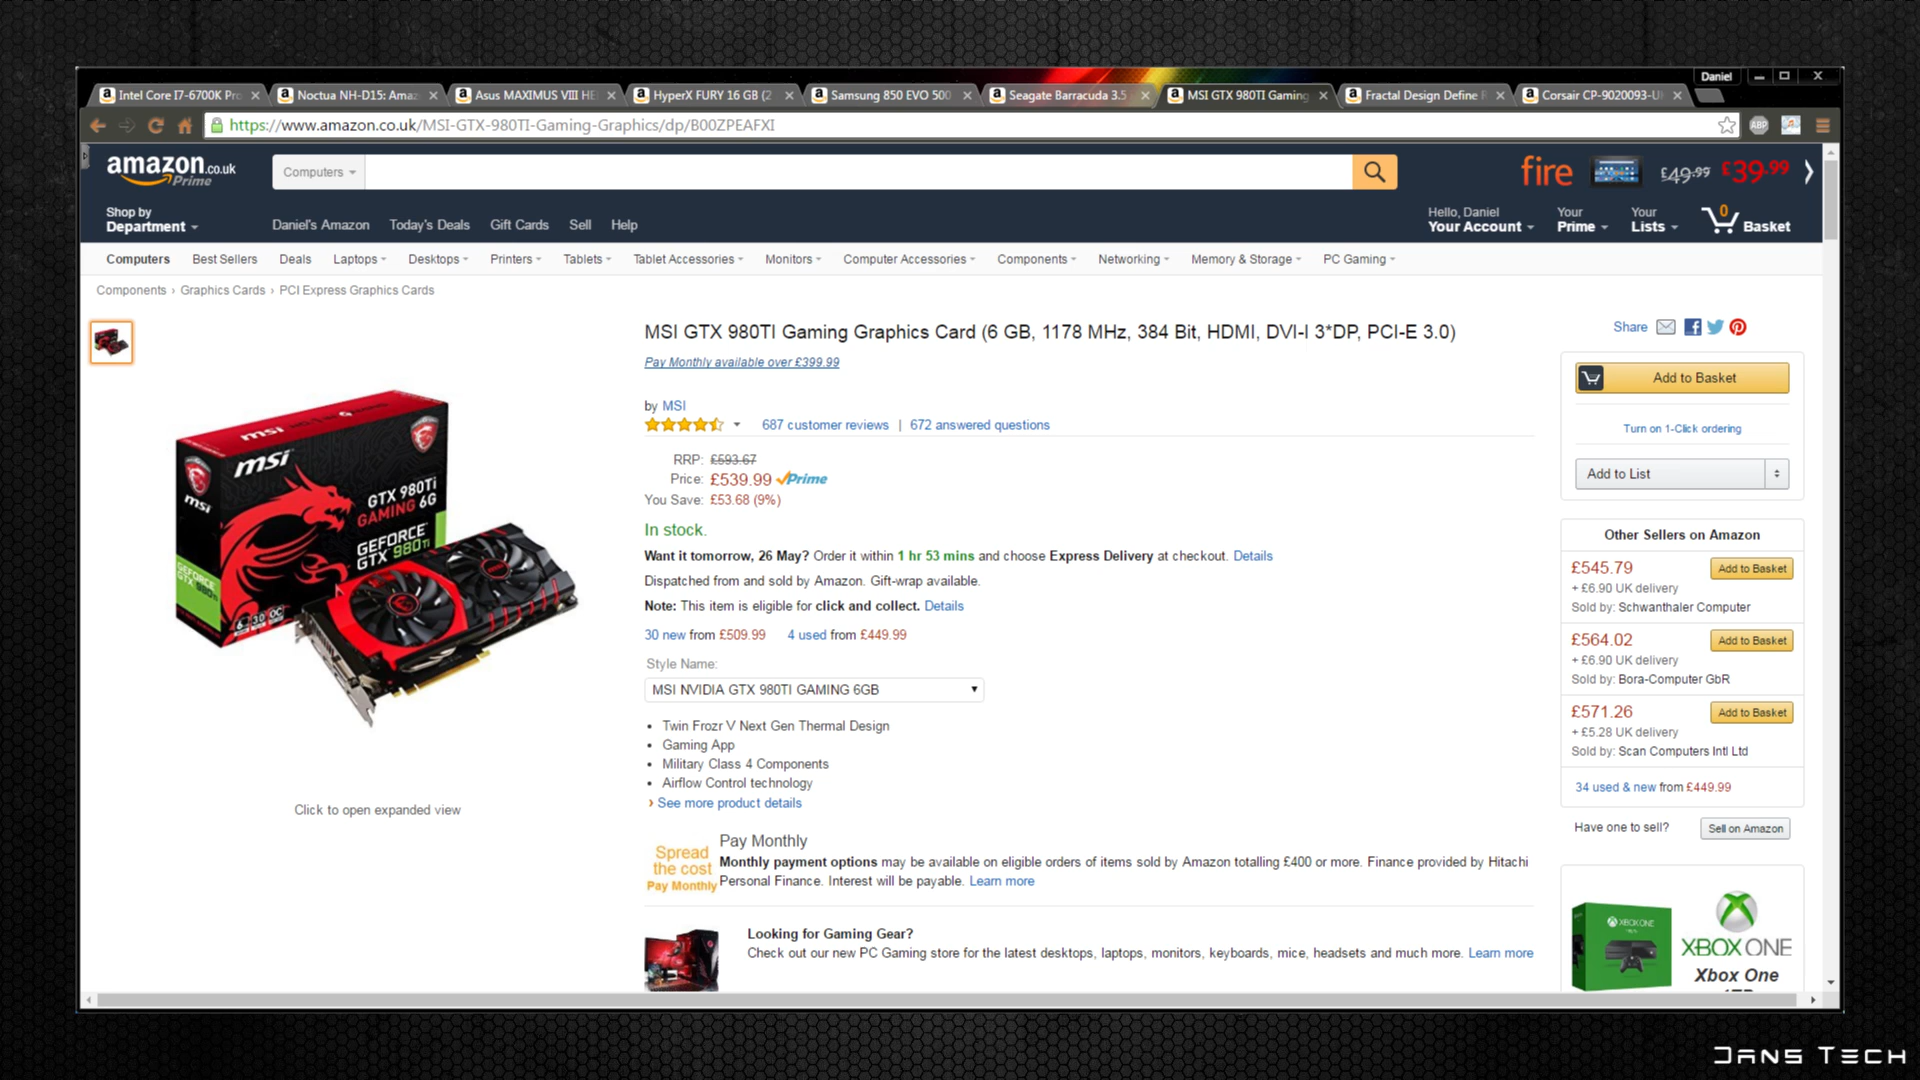 Daniel
Intel Core I7-6700K Pro
Noctua NH-D15: Amaz
Asus MAXIMUS VIII HE
HyperX FURY 16 GB (2
Samsung 850 EVO 500
Seagate Barracuda 3.5
MSI GTX 980TI Gaming
Fractal Design Define R
Corsair CP-9020093-U
https://www.amazon.co.uk/MSI-GTX-980TI-Gaming-Graphics/dp/B00ZPEAFXI
ABP
amazon.co.uk
Prime
Computers
fire £49.99 £39.99
Shop by
Department
Daniel's Amazon Today's Deals Gift Cards Sell Help
Hello, Daniel
Your Account
Your
Prime
Your
Lists
0
Basket
Computers Best Sellers Deals Laptops Desktops Printers Tablets Tablet Accessories Monitors Computer Accessories Components Networking Memory & Storage PC Gaming
Components › Graphics Cards › PCI Express Graphics Cards
msi
msi
msi
GTX 980Ti
GAMING 6G
GEFORCE
GTX 980Ti
GEFORCE
GTX 980Ti
Click to open expanded view
MSI GTX 980TI Gaming Graphics Card (6 GB, 1178 MHz, 384 Bit, HDMI, DVI-I 3*DP, PCI-E 3.0)
Pay Monthly available over £399.99
by MSI
687 customer reviews | 672 answered questions
RRP: £593.67
Price: £539.99 Prime
You Save: £53.68 (9%)
In stock.
Want it tomorrow, 26 May? Order it within 1 hr 53 mins and choose Express Delivery at checkout. Details
Dispatched from and sold by Amazon. Gift-wrap available.
Note: This item is eligible for click and collect. Details
30 new from £509.99 4 used from £449.99
Style Name:
MSI NVIDIA GTX 980TI GAMING 6GB
• Twin Frozr V Next Gen Thermal Design
• Gaming App
• Military Class 4 Components
• Airflow Control technology
› See more product details
Spread
the cost
Pay Monthly
Pay Monthly
Monthly payment options may be available on eligible orders of items sold by Amazon totalling £400 or more. Finance provided by Hitachi
Personal Finance. Interest will be payable. Learn more
Looking for Gaming Gear?
Check out our new PC Gaming store for the latest desktops, laptops, monitors, keyboards, mice, headsets and much more. Learn more
Share
Add to Basket
Turn on 1-Click ordering
Add to List
Other Sellers on Amazon
£545.79 Add to Basket
+ £6.90 UK delivery
Sold by: Schwanthaler Computer
£564.02 Add to Basket
+ £6.90 UK delivery
Sold by: Bora-Computer GbR
£571.26 Add to Basket
+ £5.28 UK delivery
Sold by: Scan Computers Intl Ltd
34 used & new from £449.99
Have one to sell? Sell on Amazon
XBOX ONE
XBOX ONE
Xbox One
JANS TECH